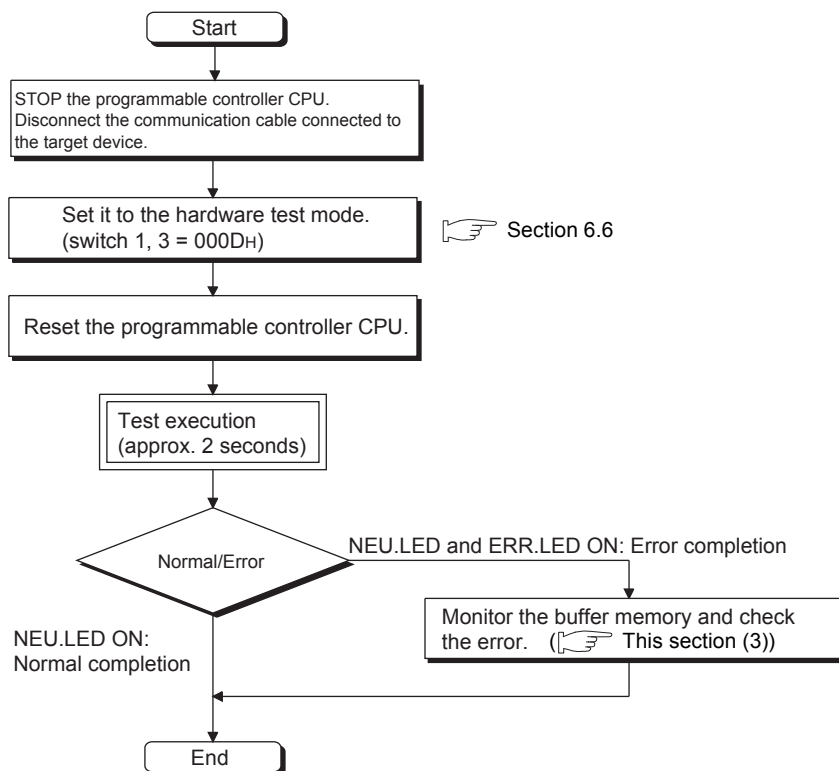 Start
STOP the programmable controller CPU.
Disconnect the communication cable connected to
the target device.
Set it to the hardware test mode.
(switch 1, 3 = 000DH)
Section 6.6
Reset the programmable controller CPU.
Test execution
(approx. 2 seconds)
Normal/Error
NEU.LED and ERR.LED ON: Error completion
Monitor the buffer memory and check
the error. ( This section (3))
NEU.LED ON:
Normal completion
End